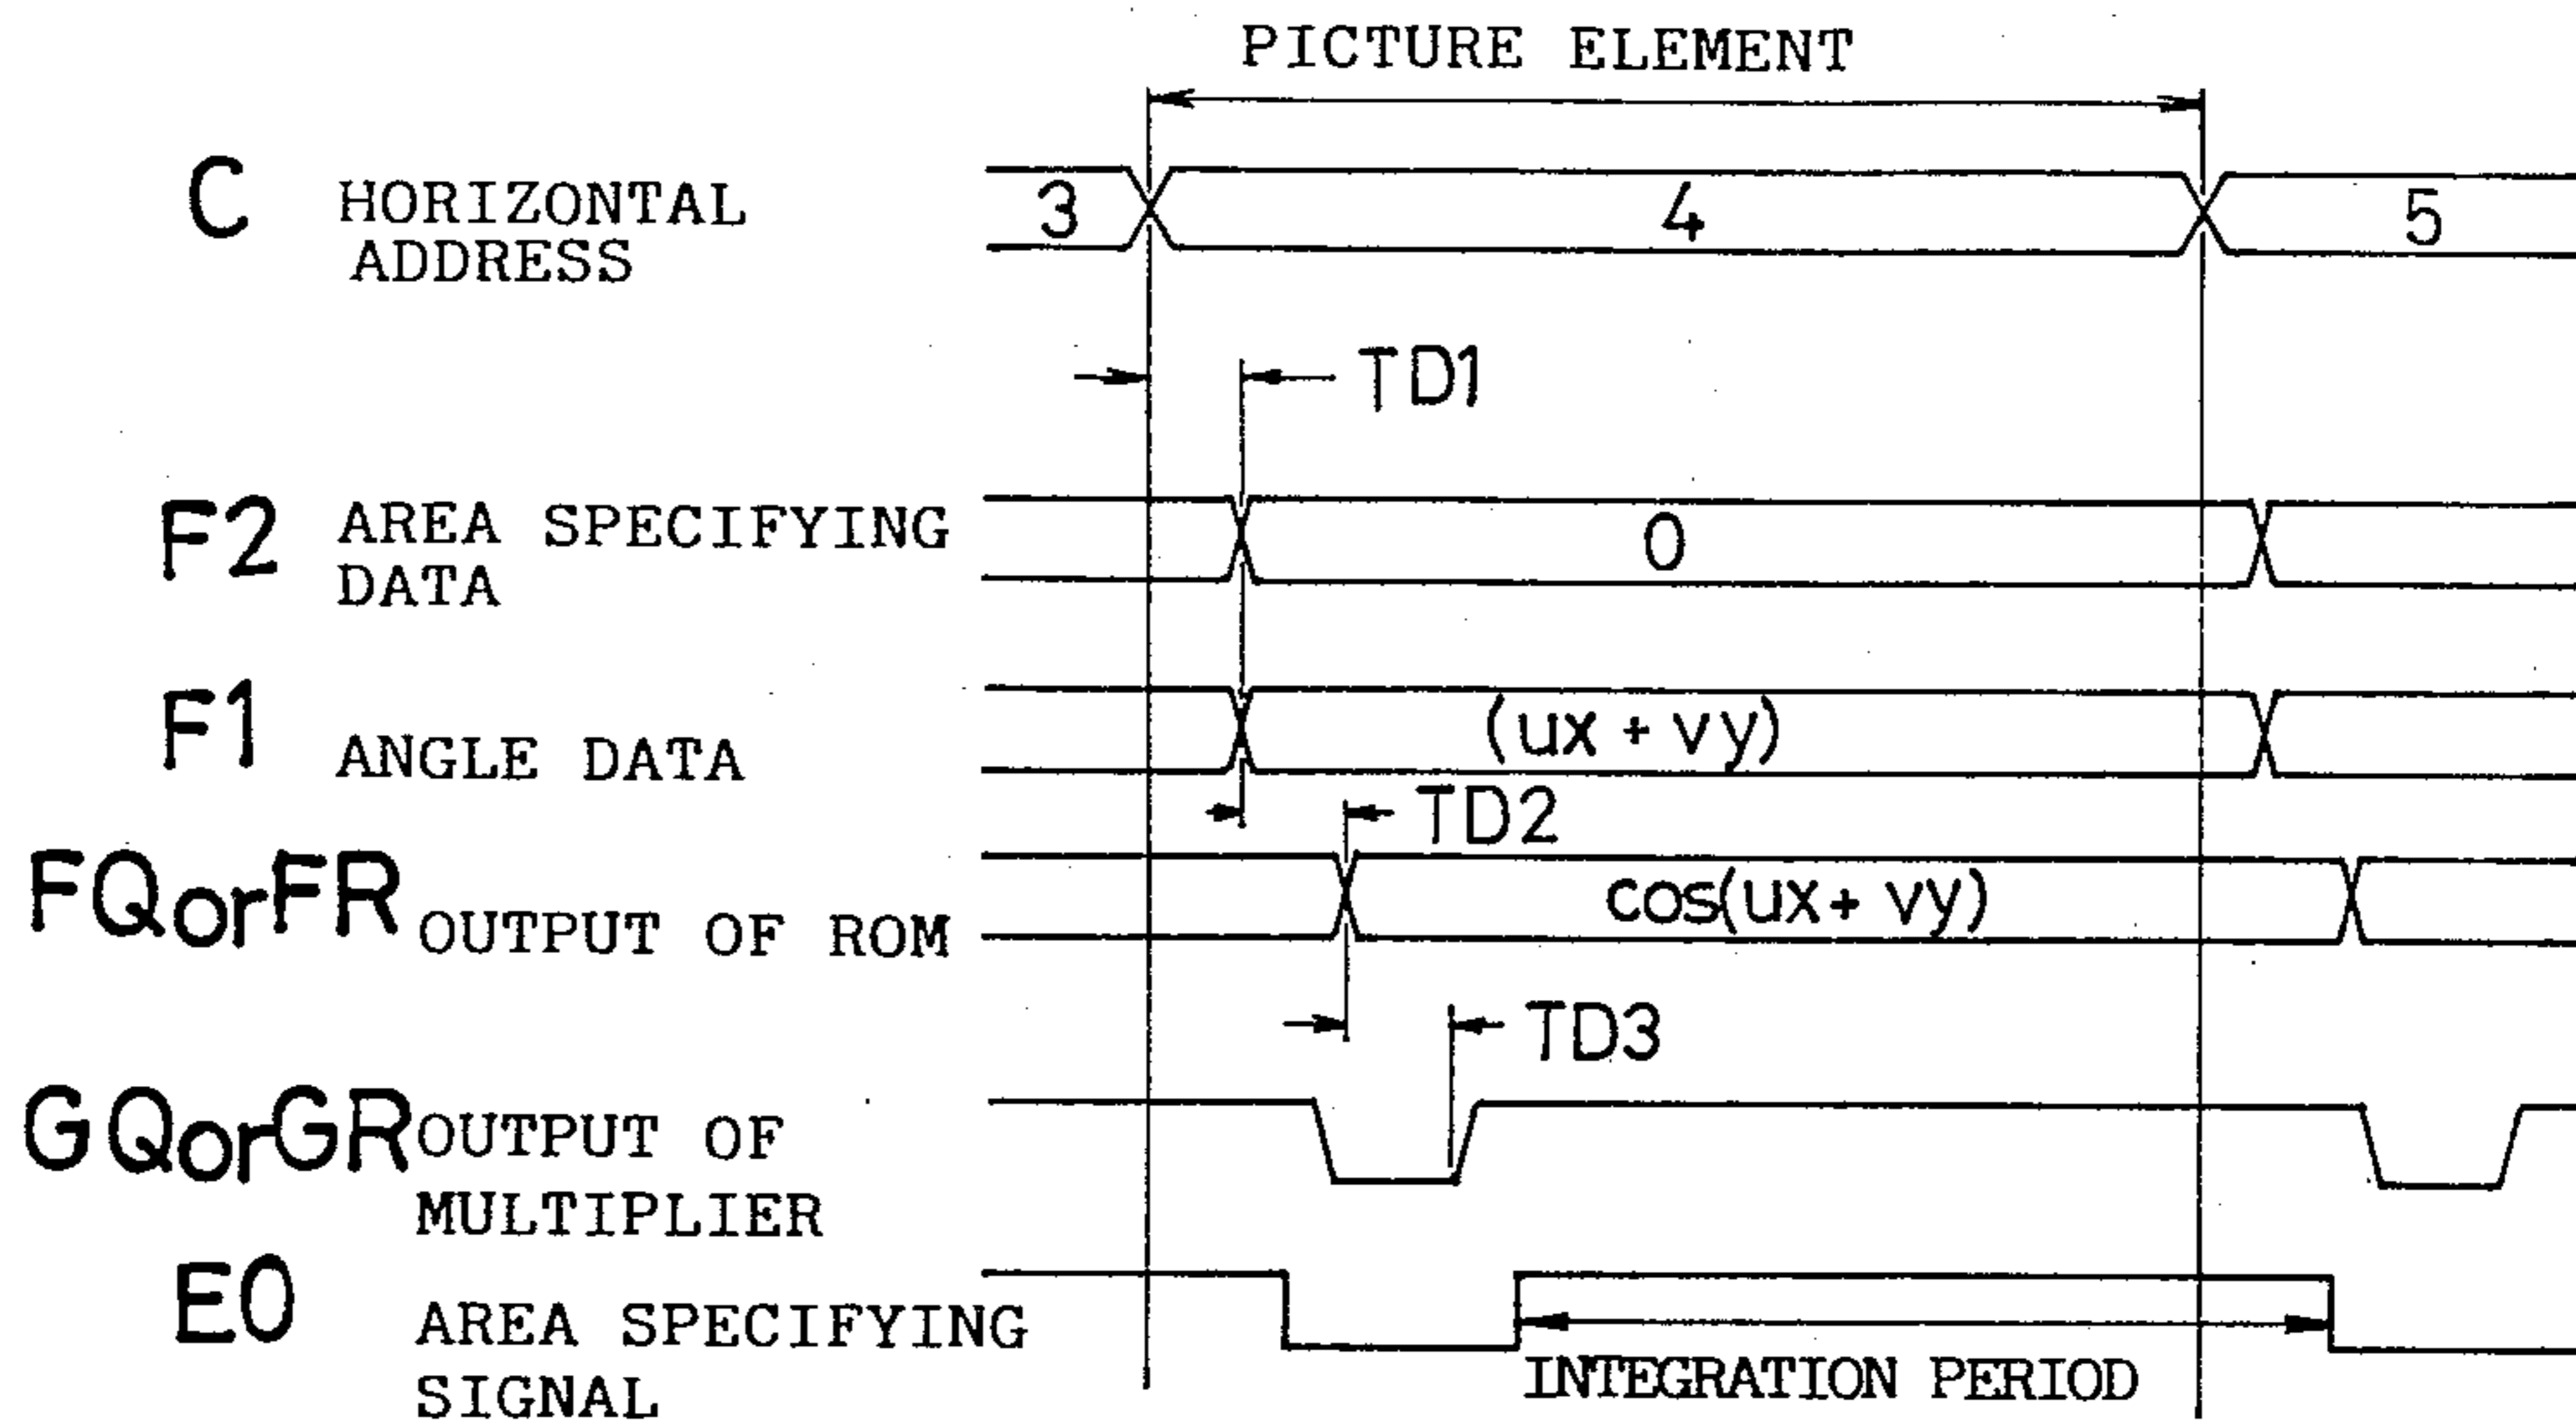 PICTURE ELEMENT
C HORIZONTAL ADDRESS
3 4 5
TD1
F2 AREA SPECIFYING DATA
0
F1 ANGLE DATA
(ux + vy)
TD2
FQorFR OUTPUT OF ROM
cos(ux + vy)
TD3
GQorGR OUTPUT OF MULTIPLIER
E0 AREA SPECIFYING SIGNAL
INTEGRATION PERIOD